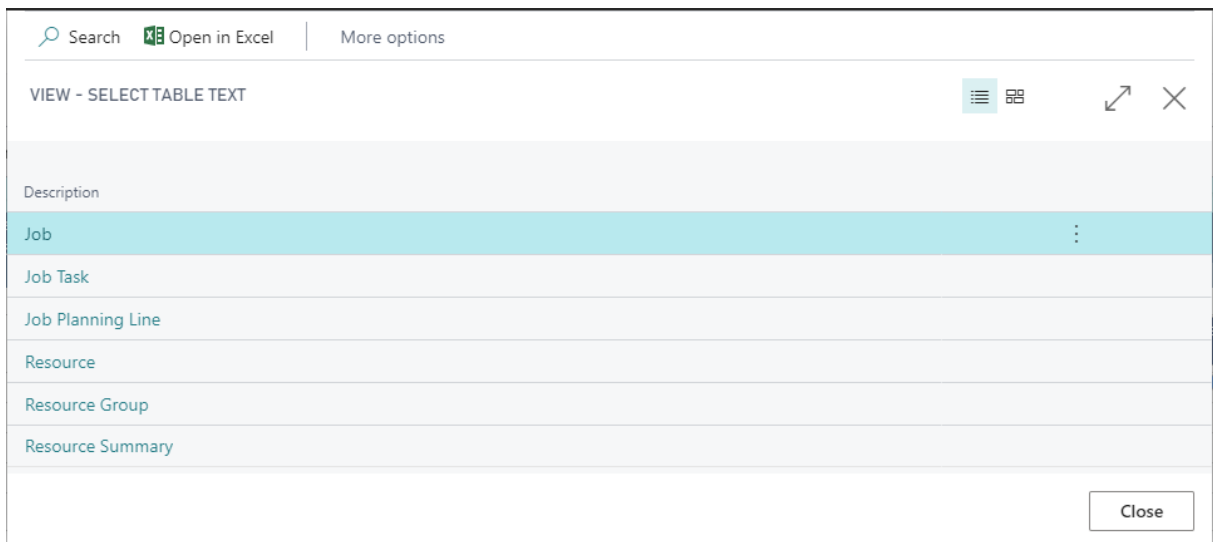 Search Open in Excel More options
VIEW - SELECT TABLE TEXT
Description
Job
Job Task
Job Planning Line
Resource
Resource Group
Resource Summary
Close